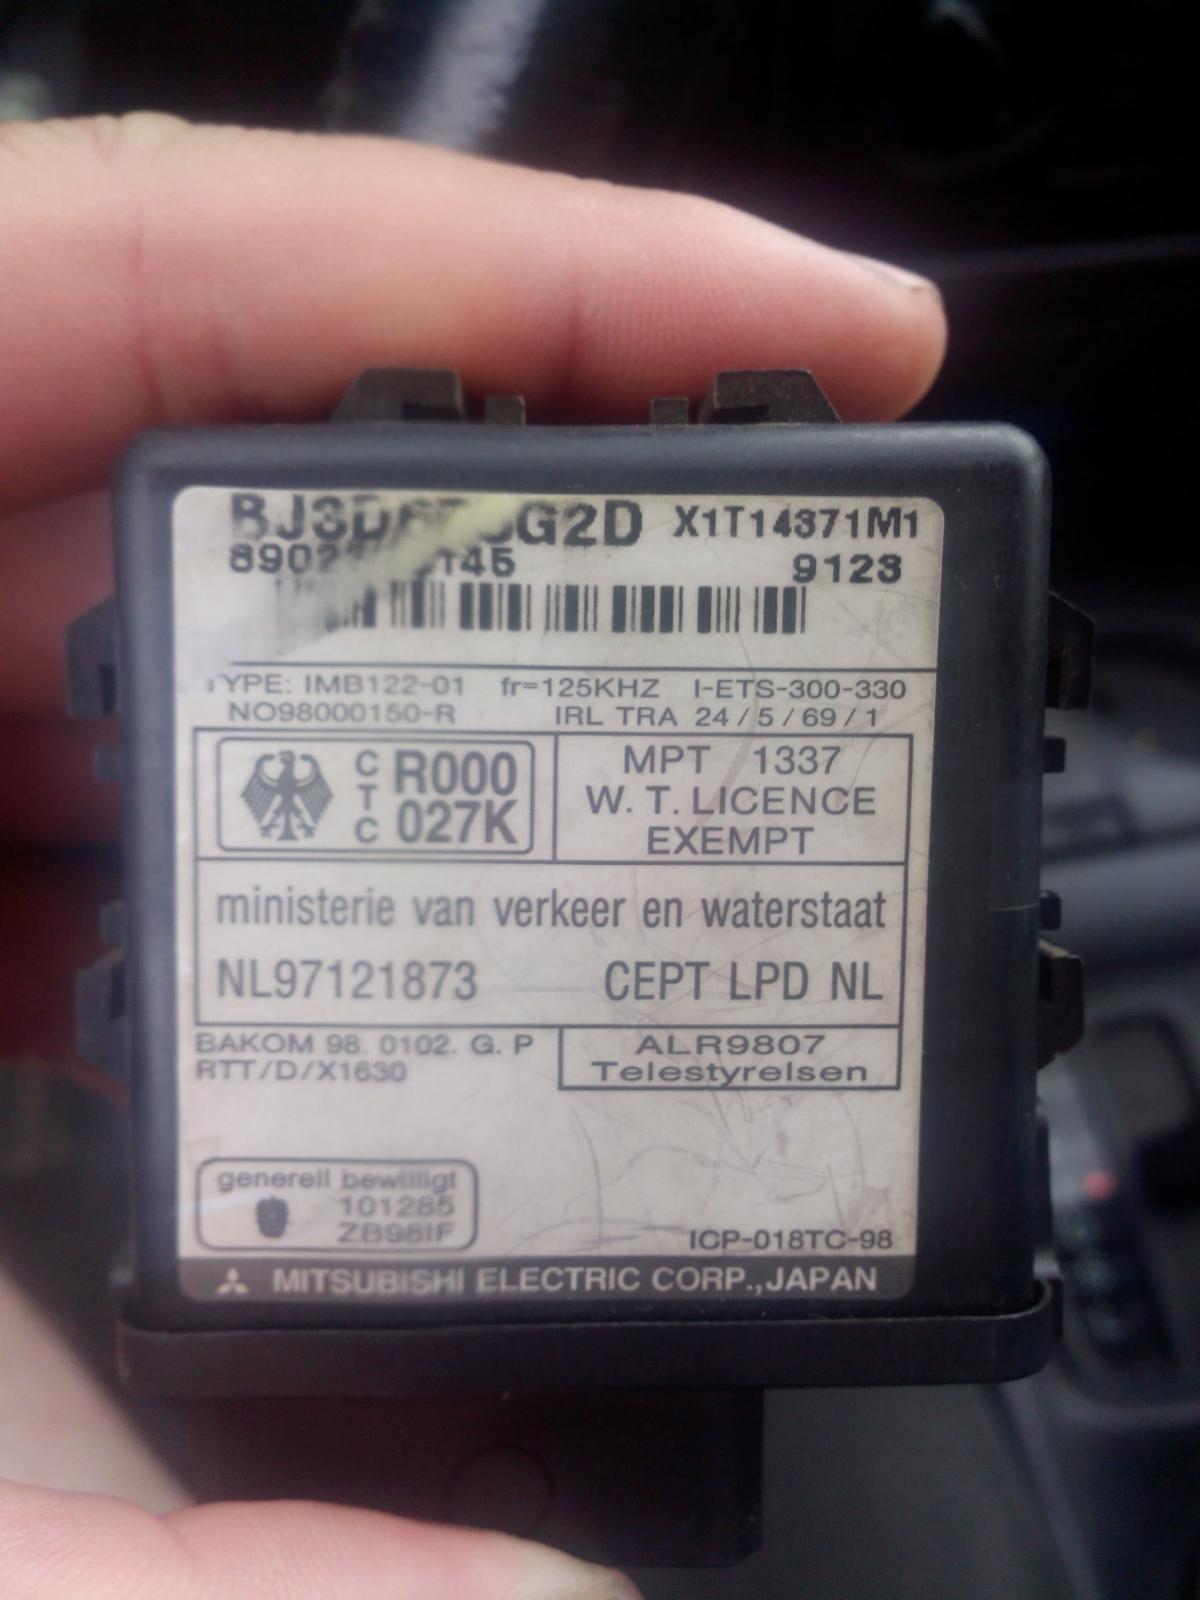 X1T14371M1
9123
TYPE: IMB122-01 fr=125KHZ I-ETS-300-330
NO98000150-R IRL TRA 24 / 5 / 69 / 1
CTC R000
027K
MPT 1337
W. T. LICENCE
EXEMPT
ministerie van verkeer en waterstaat
NL97121873 CEPT LPD NL
BAKOM 98. 0102. G. P
RTT/D/X1630
ALR9807
Telestyrelsen
generell bewilligt
101285
ZB98IF
ICP-018TC-98
MITSUBISHI ELECTRIC CORP.,JAPAN